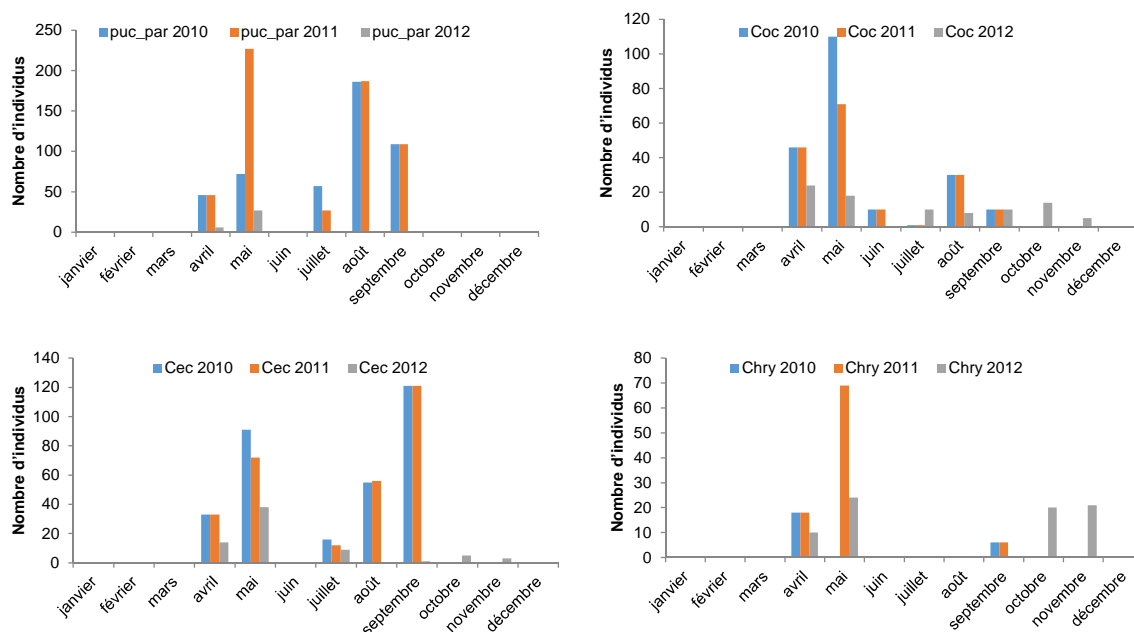 puc_par 2010 puc_par 2011 puc_par 2012
Nombre d'individus
250
200
150
100
50
0
janvier février mars avril mai juin juillet août septembre octobre novembre décembre
Coc 2010 Coc 2011 Coc 2012
Nombre d'individus
120
100
80
60
40
20
0
janvier février mars avril mai juin juillet août septembre octobre novembre décembre
Cec 2010 Cec 2011 Cec 2012
Nombre d'individus
140
120
100
80
60
40
20
0
janvier février mars avril mai juin juillet août septembre octobre novembre décembre
Chry 2010 Chry 2011 Chry 2012
Nombre d'individus
80
70
60
50
40
30
20
10
0
janvier février mars avril mai juin juillet août septembre octobre novembre décembre